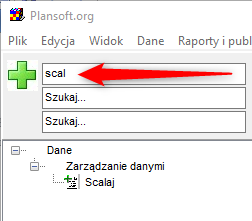 Plansoft.org
Plik Edycja Widok Dane Raporty i publ
scal
Szukaj...
Szukaj...
Dane
Zarządzanie danymi
Scalaj